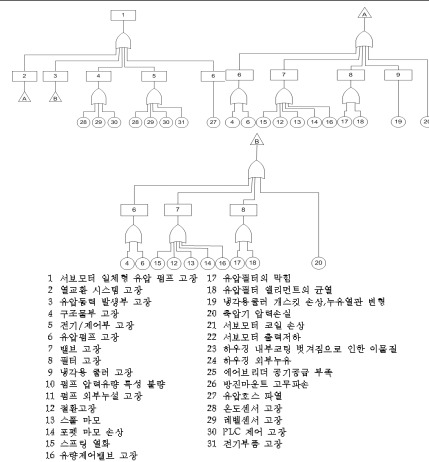 1
A
2
3
4
5
6
6
7
8
9
A
B
28
29
30
28
29
30
31
27
4
6
15
12
13
14
16
17
18
19
20
B
6
7
8
4
6
15
12
13
14
16
17
18
20
1 서보모터 일체형 유압 펌프 고장
2 열교환 시스템 고장
3 유압동력 발생부 고장
4 구조물부 고장
5 전기/제어부 고장
6 유압펌프 고장
7 밸브 고장
8 필터 고장
9 냉각용 쿨러 고장
10 펌프 압력유량 특성 불량
11 펌프 외부누설 고장
12 절환고장
13 스풀 마모
14 포펫 마모 손상
15 스프링 열화
16 유량제어밸브 고장
17 유압필터의 막힘
18 유압필터 엘리먼트의 균열
19 냉각용쿨러 개스킷 손상,누유열관 변형
20 축압기 압력손실
21 서보모터 코일 손상
22 서보모터 출력저하
23 하우징 내부코팅 벗겨짐으로 인한 이물질
24 하우징 외부누유
25 에어브리더 공기공급 부족
26 방진마운트 고무파손
27 유압호스 파열
28 온도센서 고장
29 레벨센서 고장
30 PLC 제어 고장
31 전기부품 고장